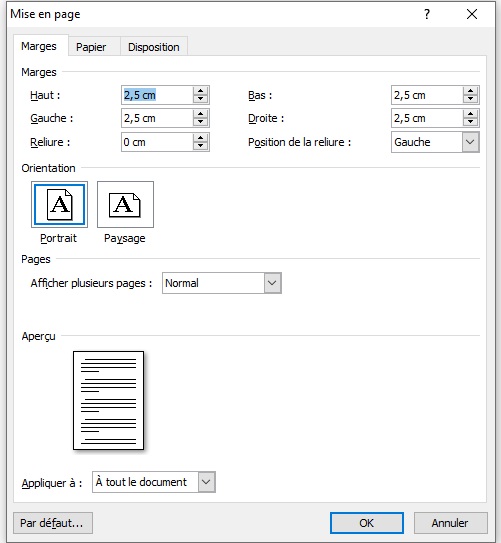 Mise en page ?
Marges Papier Disposition
Marges
Haut : 2,5 cm Bas : 2,5 cm
Gauche : 2,5 cm Droite : 2,5 cm
Reliure : 0 cm Position de la reliure : Gauche
Orientation
A A
Portrait Paysage
Pages
Afficher plusieurs pages : Normal
Aperçu
Appliquer à : À tout le document
Par défaut... OK Annuler